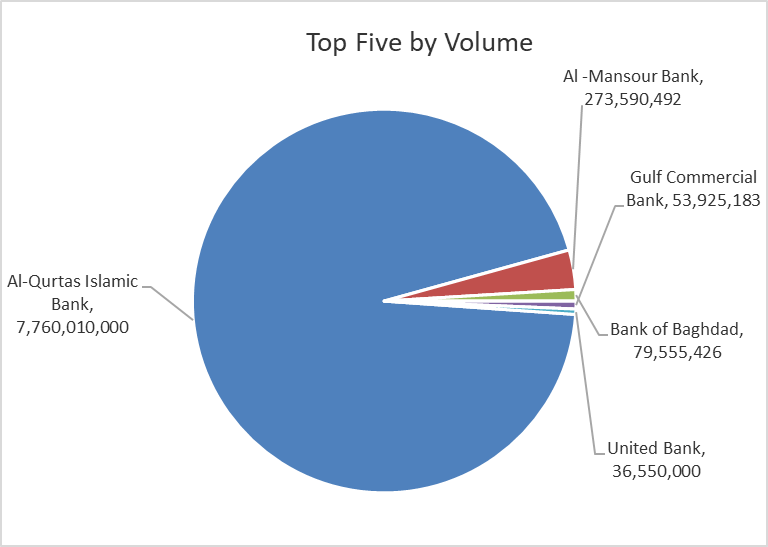 Top Five by Volume
Al -Mansour Bank,
273,590,492
Gulf Commercial
Bank, 53,925,183
Al-Qurtas Islamic
Bank,
7,760,010,000
Bank of Baghdad,
79,555,426
United Bank,
36,550,000